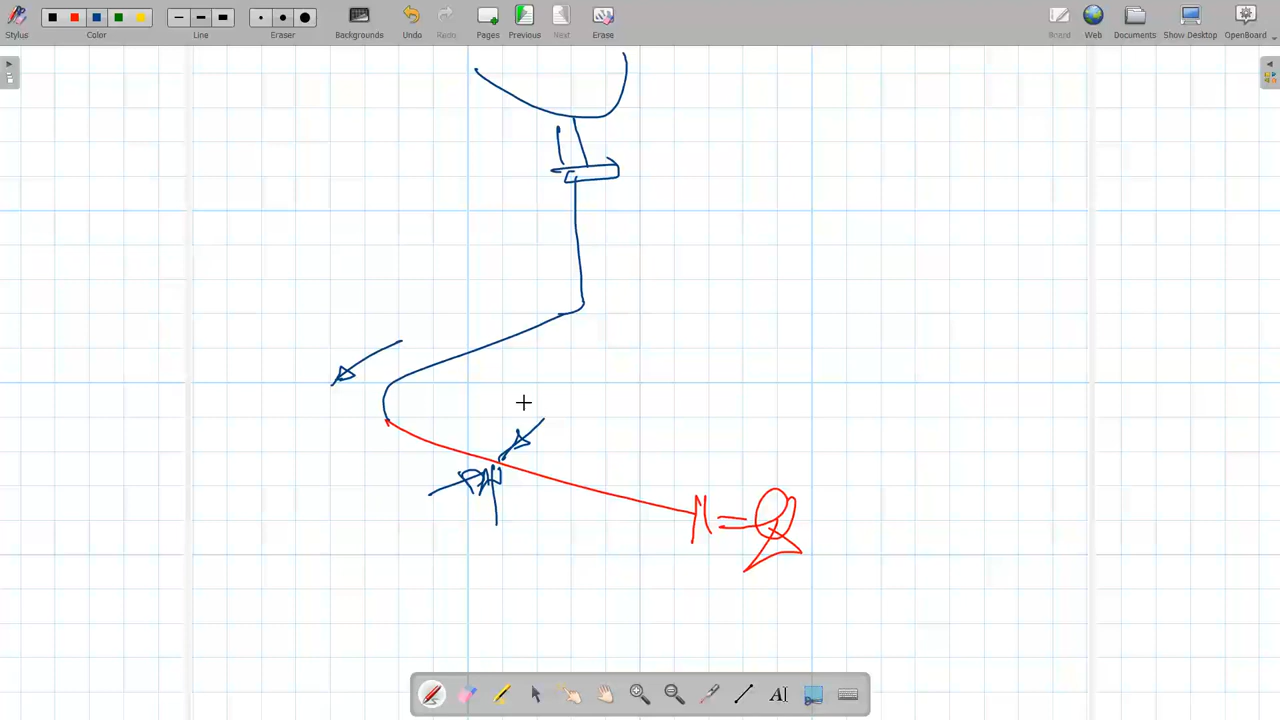 Stylus
Color
Line
Eraser
Backgrounds
Undo
Redo
Pages
Previous
Next
Erase
Board
Web
Documents
Show Desktop
OpenBoard